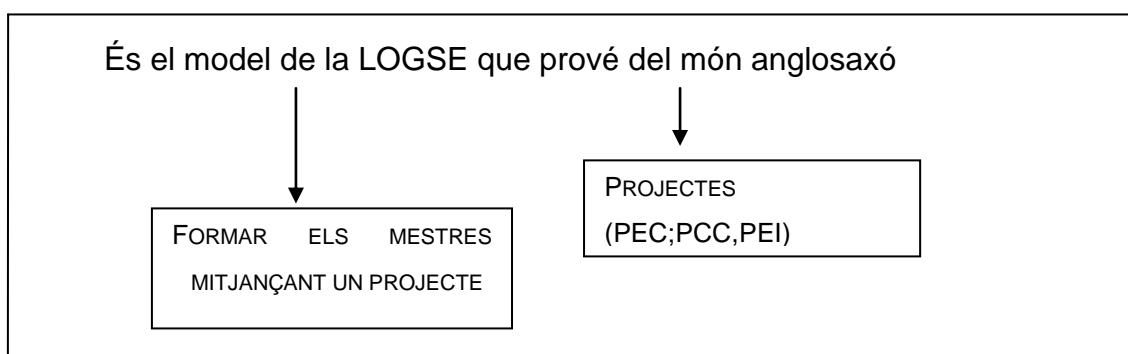 És el model de la LOGSE que prové del món anglosaxó
PROJECTES
(PEC;PCC,PEI)
FORMAR ELS MESTRES
MITJANÇANT UN PROJECTE